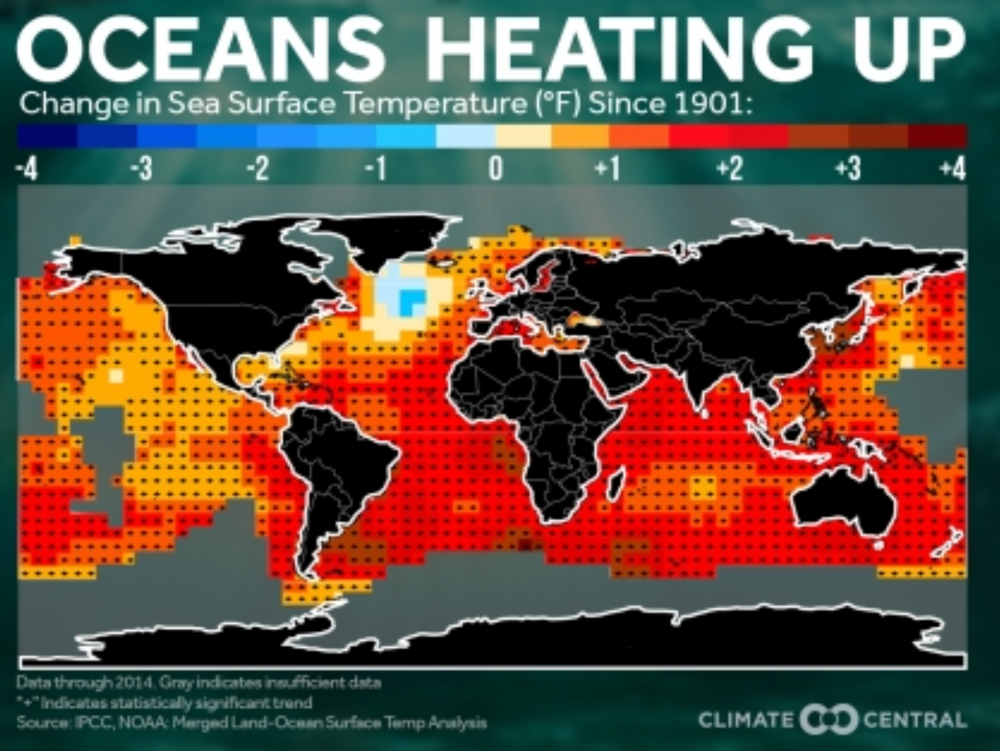 OCEANS HEATING UP
Change in Sea Surface Temperature (°F) Since 1901:
-4 -3 -2 -1 0 +1 +2 +3 +4
Data through 2014. Gray indicates insufficient data
"+" Indicates statistically significant trend
Source: IPCC, NOAA: Merged Land-Ocean Surface Temp Analysis
CLIMATE CENTRAL